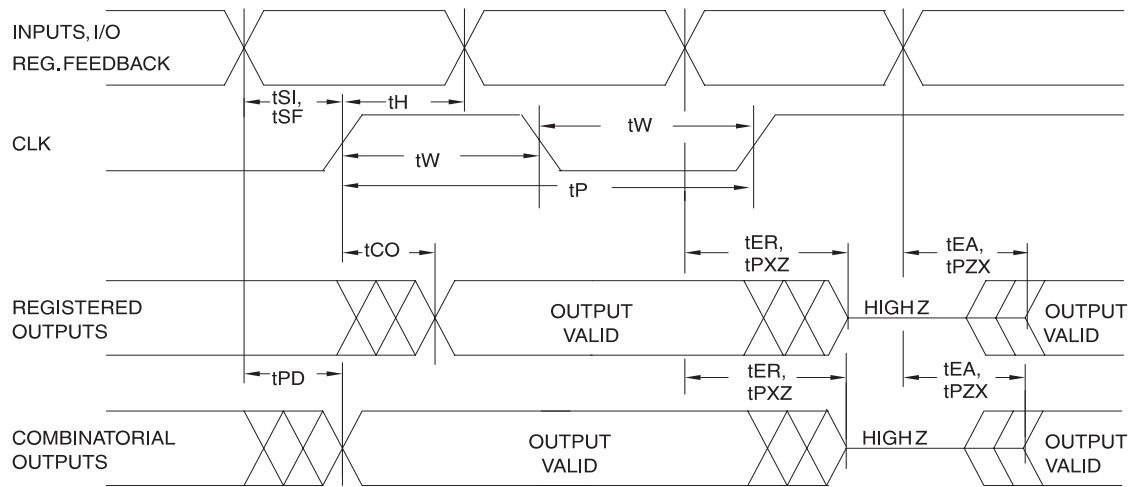 INPUTS, I/O
REG. FEEDBACK
tSI,
tSF
tH
CLK
tW
tW
tP
tCO
tER,
tPXZ
tEA,
tPZX
REGISTERED
OUTPUTS
OUTPUT
VALID
HIGH Z
OUTPUT
VALID
tPD
tER,
tPXZ
tEA,
tPZX
COMBINATORIAL
OUTPUTS
OUTPUT
VALID
HIGH Z
OUTPUT
VALID